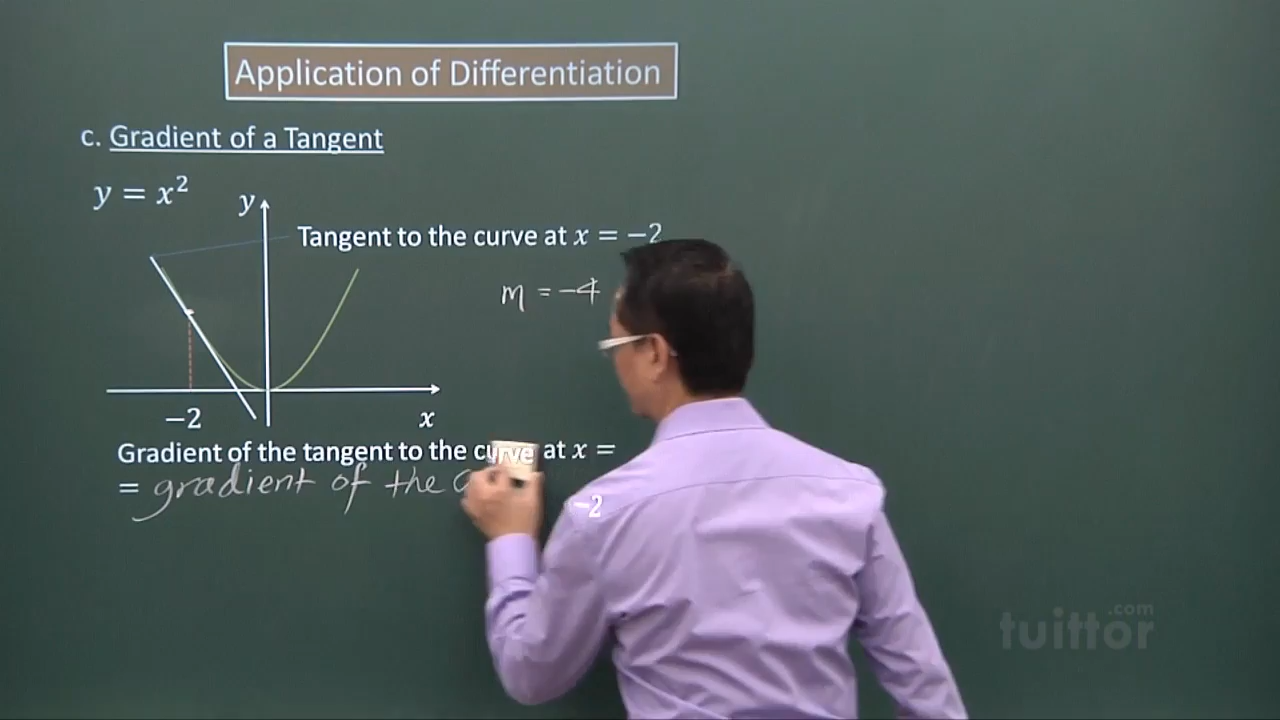 Application of Differentiation
c. Gradient of a Tangent
y = x²
y
Tangent to the curve at x = −2
m = −4
−2
x
Gradient of the tangent to the curve at x =
−2
= gradient of the
tuittor.com